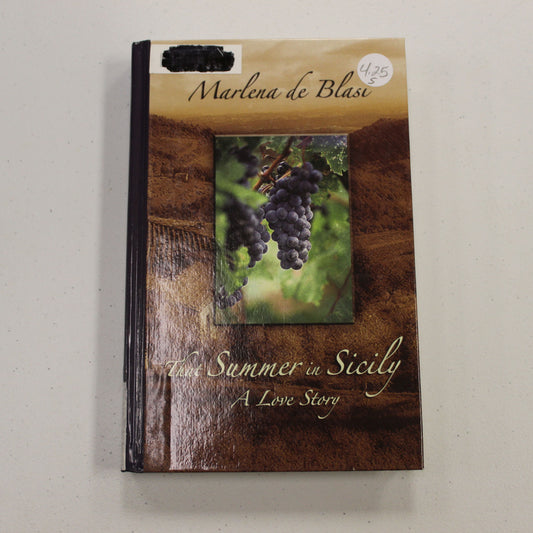 4.25
s
Marlena de Blasi
That Summer in Sicily
A Love Story